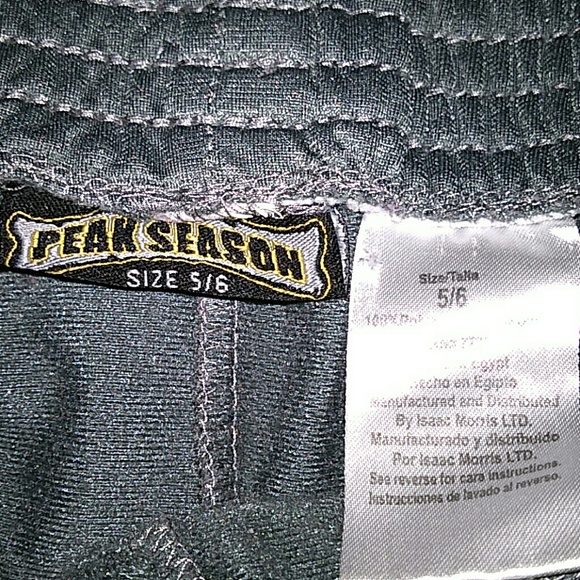 PEAK SEASON
SIZE 5/6
Size/Talla
5/6
100%
Egypt
Hecho en Egipto
Manufactured and Distributed
By Isaac Morris LTD.
Manufacturado y distribuido
Por Isaac Morris LTD.
See reverse for care instructions.
Instrucciones de lavado al reverso.